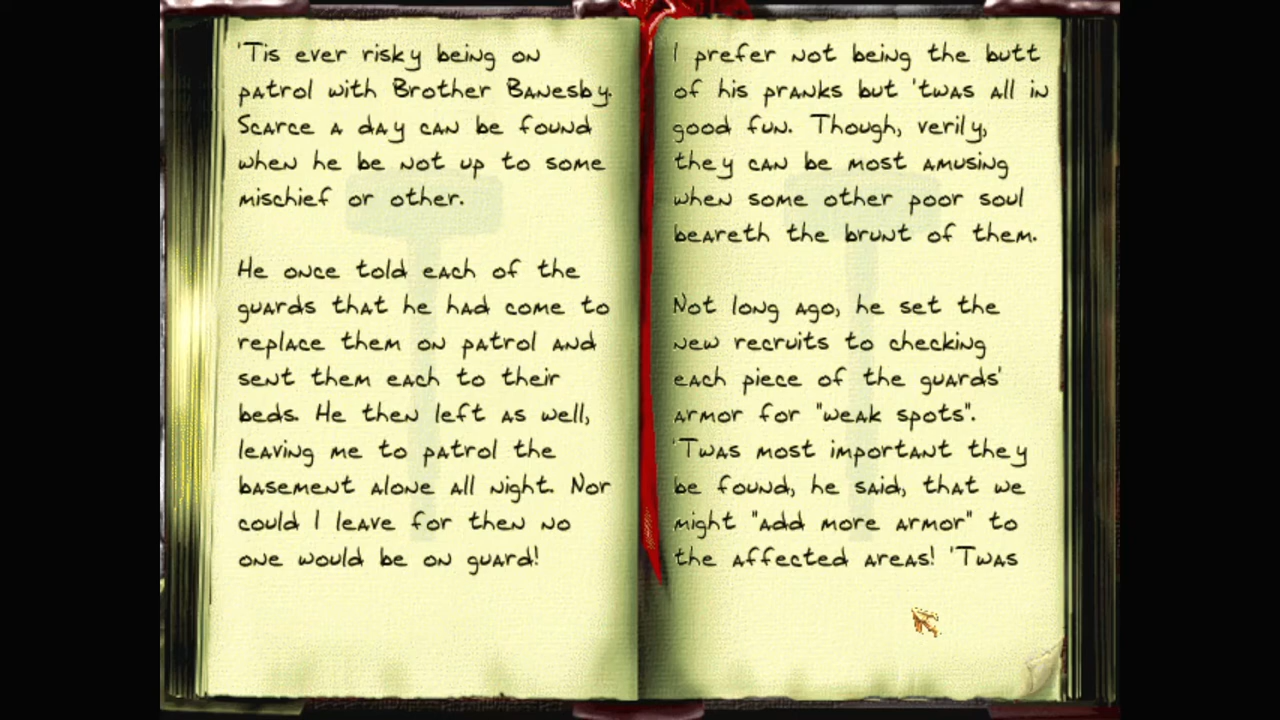 'Tis ever risky being on
patrol with Brother Banesby.
Scarce a day can be found
when he be not up to some
mischief or other.
He once told each of the
guards that he had come to
replace them on patrol and
sent them each to their
beds. He then left as well,
leaving me to patrol the
basement alone all night. Nor
could I leave for then no
one would be on guard!
I prefer not being the butt
of his pranks but 'twas all in
good fun. Though, verily,
they can be most amusing
when some other poor soul
beareth the brunt of them.
Not long ago, he set the
new recruits to checking
each piece of the guards'
armor for "weak spots".
'Twas most important they
be found, he said, that we
might "add more armor" to
the affected areas! 'Twas